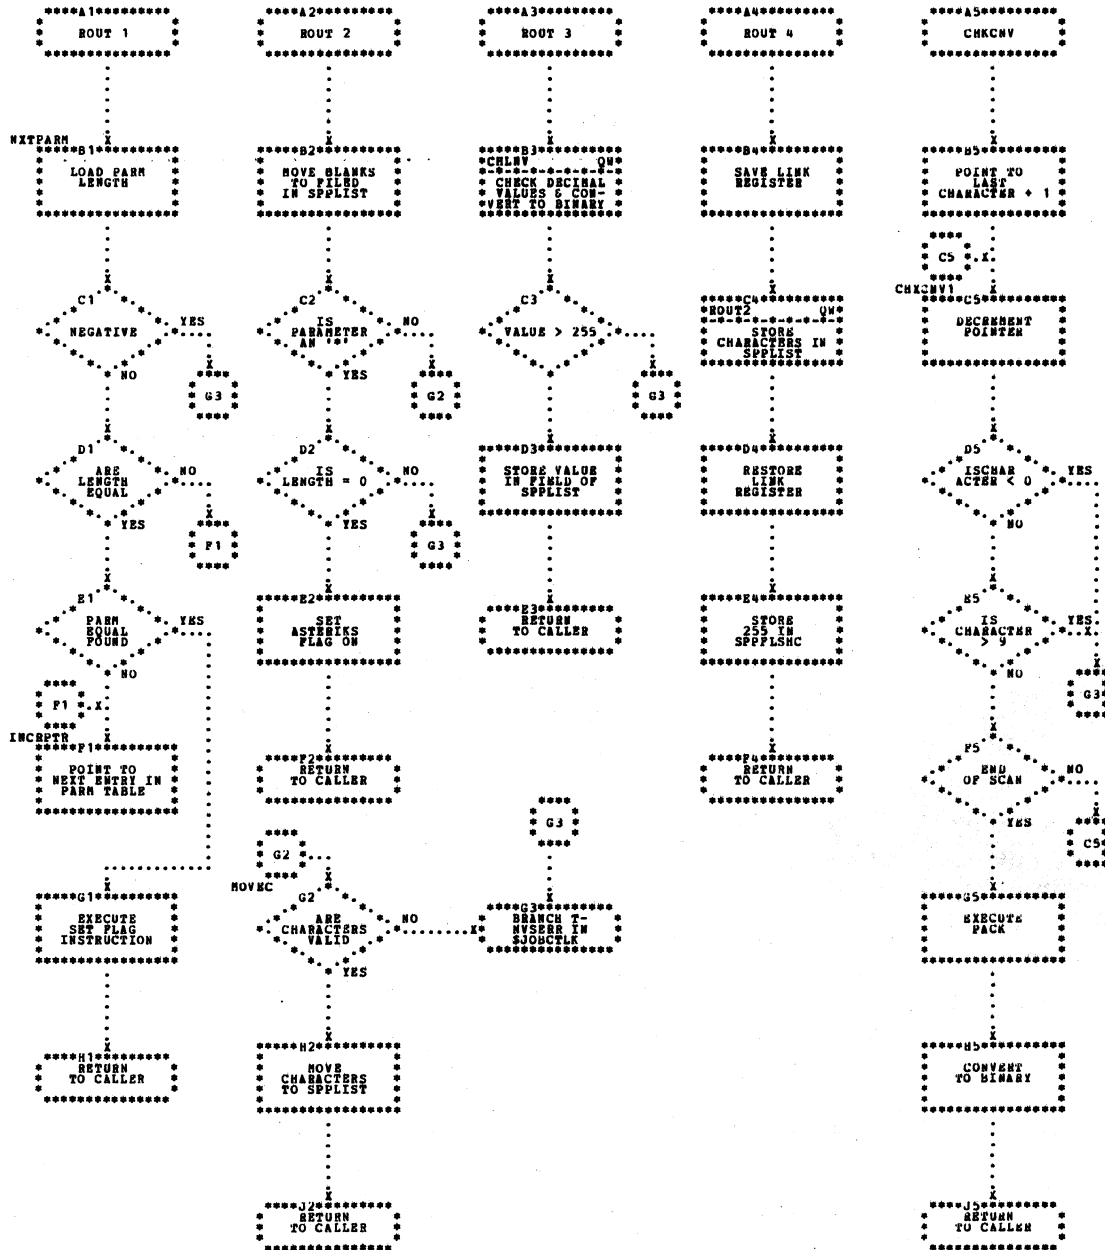 A1
ROUT 1
NXTPARM
B1
LOAD PARM
LENGTH
C1
NEGATIVE
YES
NO
G3
D1
ARE
LENGTH
EQUAL
NO
YES
F1
E1
PARM
EQUAL
FOUND
YES
NO
F1
INCRPTR
F1
POINT TO
NEXT ENTRY IN
PARM TABLE
G1
EXECUTE
SET FLAG
INSTRUCTION
H1
RETURN
TO CALLER
A2
ROUT 2
B2
MOVE BLANKS
TO FILED
IN SPPLIST
C2
IS
PARAMETER
AN '*'
NO
YES
G2
D2
IS
LENGTH = 0
NO
YES
G3
E2
SET
ASTERIKS
FLAG ON
F2
RETURN
TO CALLER
G2
MOVEC
G2
ARE
CHARACTERS
VALID
NO
YES
H2
MOVE
CHARACTERS
TO SPPLIST
J2
RETURN
TO CALLER
A3
ROUT 3
B3
CHLNV QW
CHECK DECIMAL
VALUES & CON-
VERT TO BINARY
C3
VALUE > 255
G3
D3
STORE VALUE
IN FIELD OF
SPPLIST
E3
RETURN
TO CALLER
G3
G3
BRANCH T-
NVSERR IN
$JOBCTLK
A4
ROUT 4
B4
SAVE LINK
REGISTER
C4
ROUT2 QW
STORE
CHARACTERS IN
SPPLIST
D4
RESTORE
LINK
REGISTER
E4
STORE
255 IN
SPPFLSHC
F4
RETURN
TO CALLER
A5
CHKCNV
B5
POINT TO
LAST
CHARACTER + 1
C5
CHKCNV1
C5
DECREMENT
POINTER
D5
ISCHAR
ACTER < 0
YES
NO
E5
IS
CHARACTER
> 9
YES
NO
G3
F5
END
OF SCAN
NO
YES
C5
G5
EXECUTE
PACK
H5
CONVERT
TO BINARY
J5
RETURN
TO CALLER